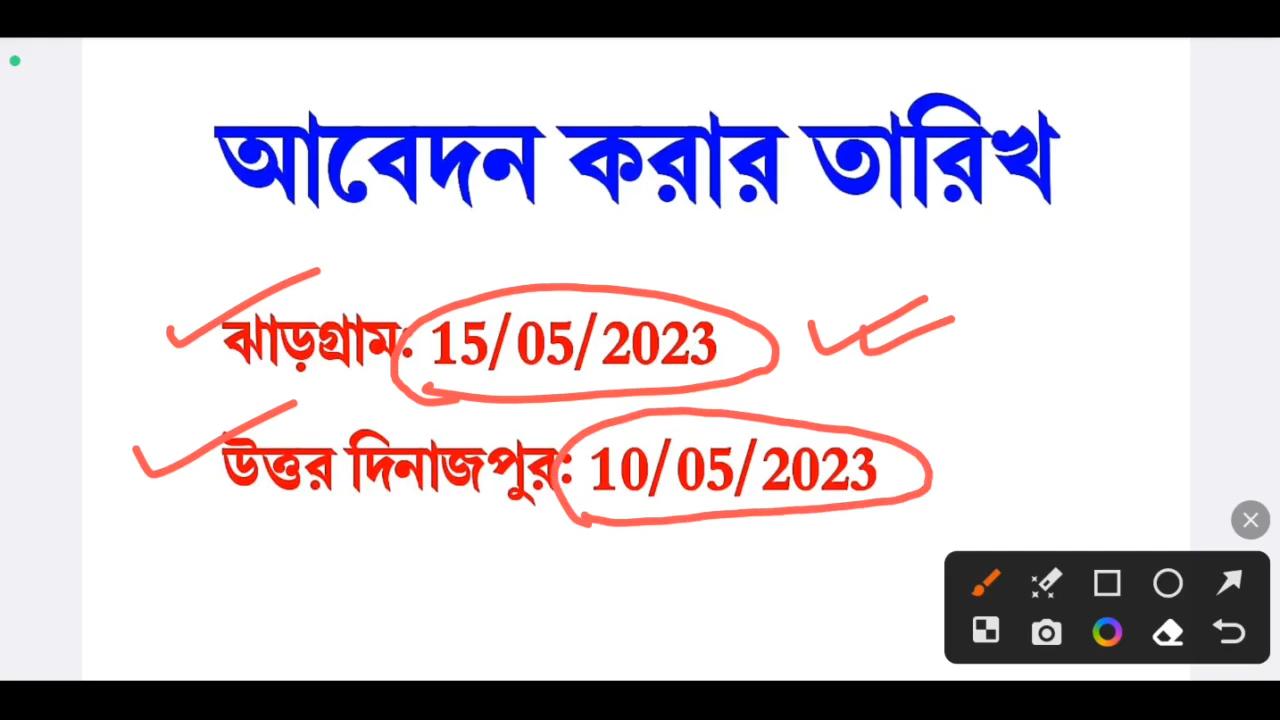 আবেদন করার তারিখ
ঝাড়গ্রাম: 15/05/2023
উত্তর দিনাজপুর: 10/05/2023